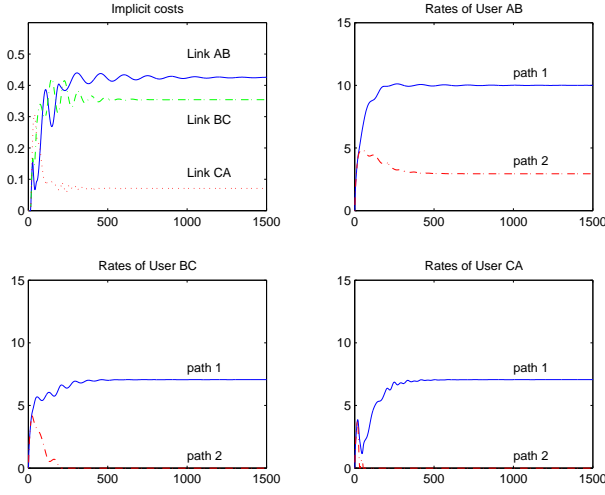 Implicit costs
0.5
0.4
0.3
0.2
0.1
0
Link AB
Link BC
Link CA
0 500 1000 1500
Rates of User AB
15
10
5
0
path 1
path 2
0 500 1000 1500
Rates of User BC
15
10
5
0
path 1
path 2
0 500 1000 1500
Rates of User CA
15
10
5
0
path 1
path 2
0 500 1000 1500